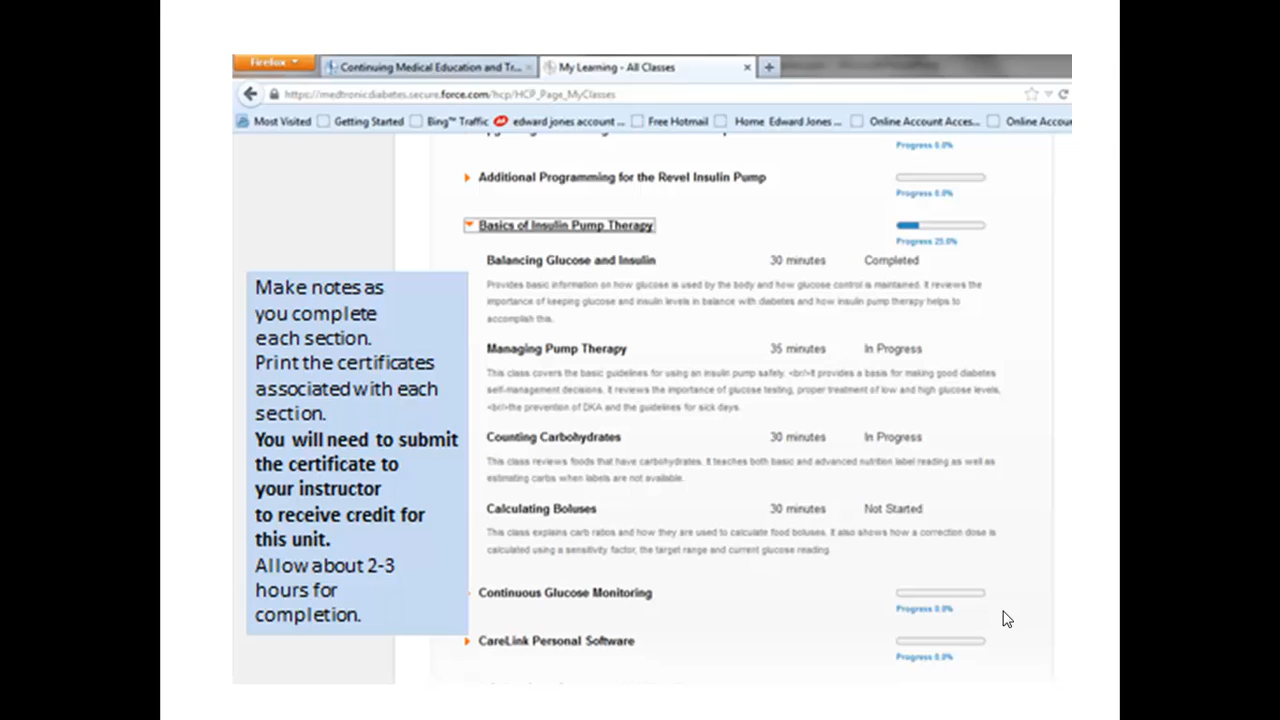 Firefox
Continuing Medical Education and Tr...
My Learning - All Classes
https://medtronicdiabetes.secure.force.com/hcp/HCP_Page_MyClasses
Most Visited Getting Started Bing™ Traffic edward jones account ... Free Hotmail Home Edward Jones ... Online Account Acces... Online Accou
Progress 0.0%
Additional Programming for the Revel Insulin Pump
Progress 0.0%
Basics of Insulin Pump Therapy
Progress 25.0%
Balancing Glucose and Insulin 30 minutes Completed
Provides basic information on how glucose is used by the body and how glucose control is maintained. It reviews the
importance of keeping glucose and insulin levels in balance with diabetes and how insulin pump therapy helps to
accomplish this.
Managing Pump Therapy 35 minutes In Progress
This class covers the basic guidelines for using an insulin pump safely. <br/>It provides a basis for making good diabetes
self-management decisions. It reviews the importance of glucose testing, proper treatment of low and high glucose levels,
<br/>the prevention of DKA and the guidelines for sick days.
Counting Carbohydrates 30 minutes In Progress
This class reviews foods that have carbohydrates. It teaches both basic and advanced nutrition label reading as well as
estimating carbs when labels are not available.
Calculating Boluses 30 minutes Not Started
This class explains carb ratios and how they are used to calculate food boluses. It also shows how a correction dose is
calculated using a sensitivity factor, the target range and current glucose reading.
Continuous Glucose Monitoring
Progress 0.0%
CareLink Personal Software
Progress 0.0%
Make notes as
you complete
each section.
Print the certificates
associated with each
section.
You will need to submit
the certificate to
your instructor
to receive credit for
this unit.
Allow about 2-3
hours for
completion.